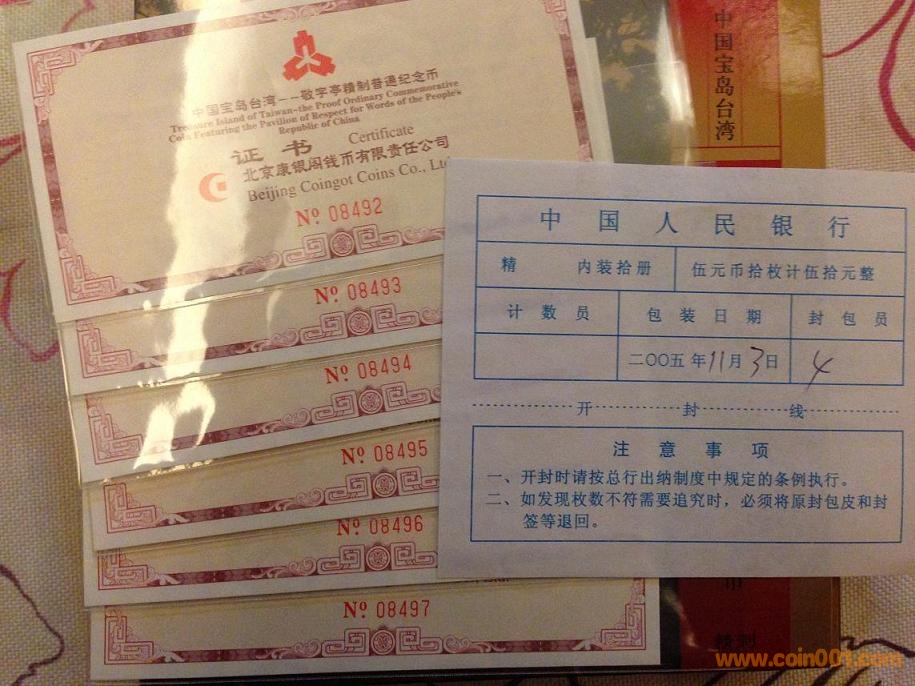 中国宝岛台湾--敬字亭精制普通纪念币
Treasure Island of Taiwan-the Proof Ordinary Commemorative
Coin Featuring the Pavilion of Respect for Words of the People's
Republic of China
证书 Certificate
北京康银阁钱币有限责任公司
Beijing Coingot Coins Co., Lt
Nº 08492
Nº 08493
Nº 08494
Nº 08495
Nº 08496
Nº 08497
中国宝岛台湾
中国人民银行
精 内装拾册 伍元币拾枚计伍拾元整
计数员 包装日期 封包员
二〇〇五年11月3日 4
开封线
注意事项
一、开封时请按总行出纳制度中规定的条例执行。
二、如发现枚数不符需要追究时，必须将原封包皮和封
签等退回。
币
精制
www.coin001.com